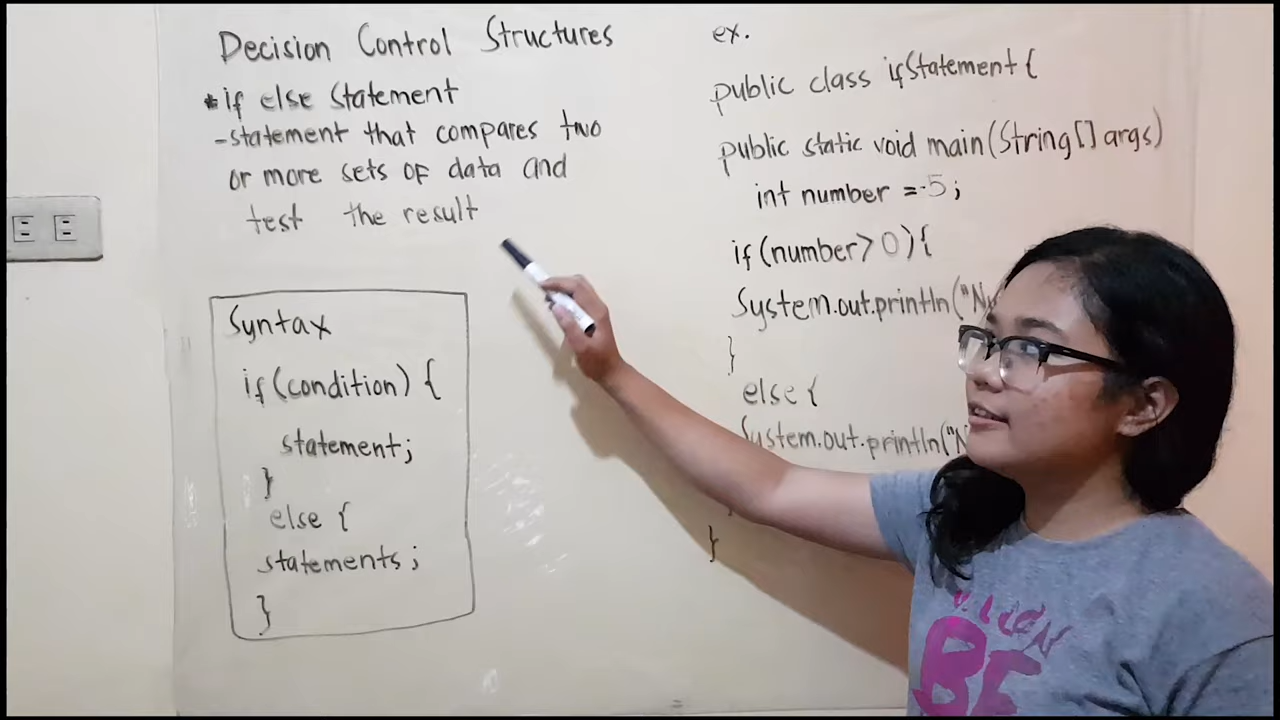 Decision Control Structures
*if else statement
-statement that compares two
or more sets of data and
test the result
Syntax
if(condition) {
statement;
}
else {
statements;
}
ex.
public class ifStatement {
public static void main(String[] args)
int number =-5;
if(number>0){
System.out.println("N
}
else {
System.out.println("N
}
}
BE